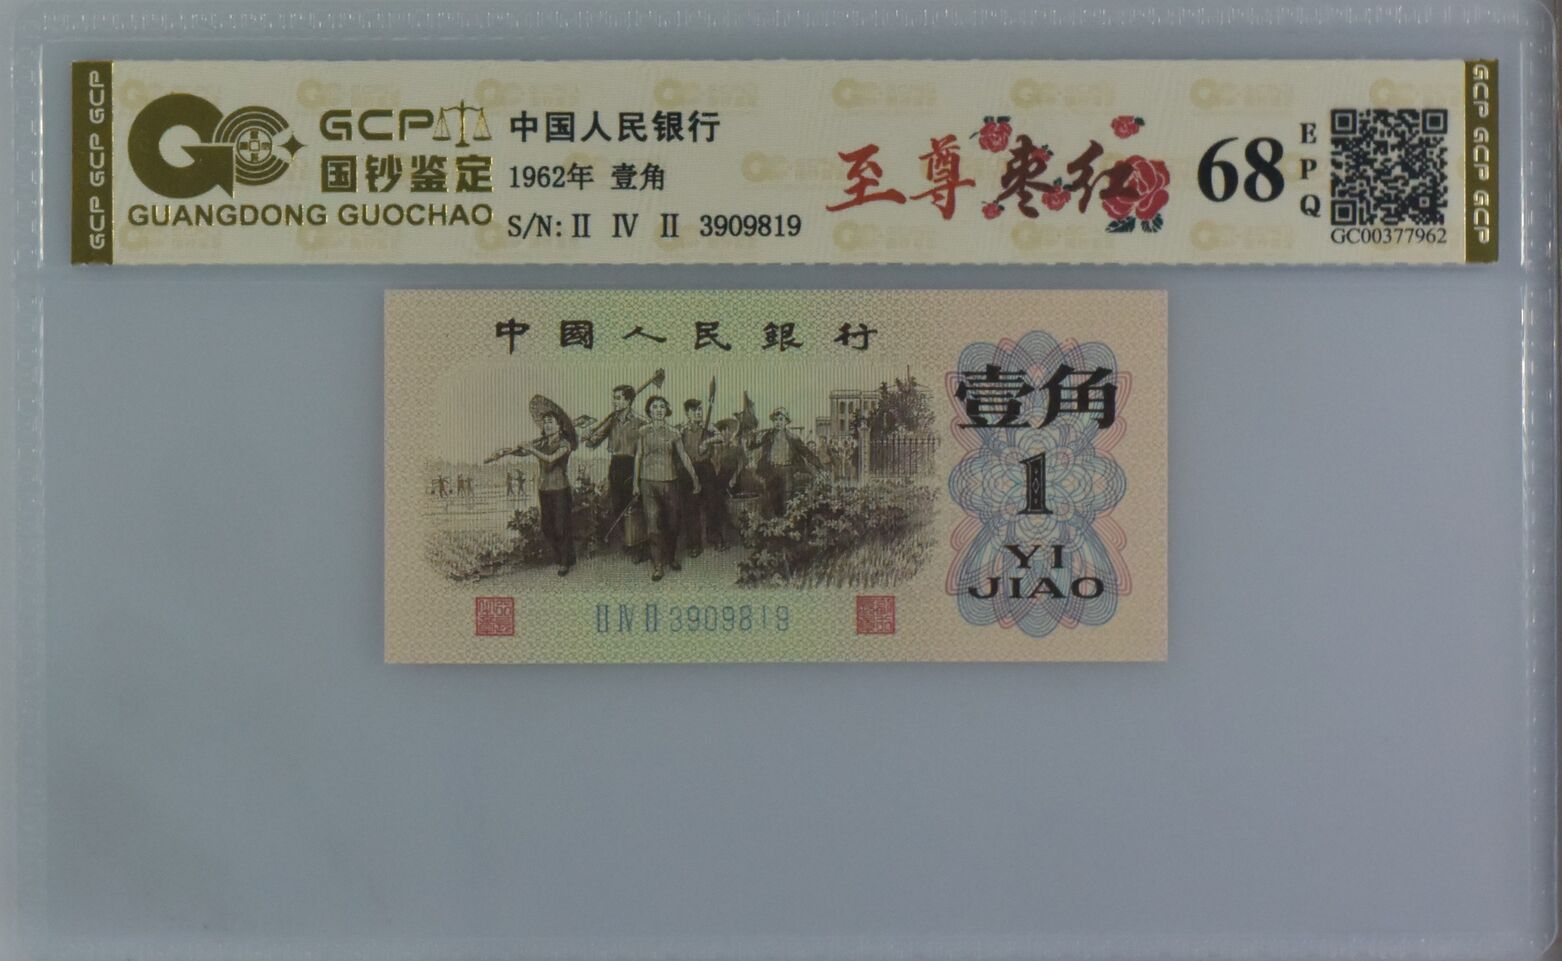 GCP GCP GCP
GCP
国钞鉴定
GUANGDONG GUOCHAO
中国人民银行
1962年 壹角
S/N: II IV II 3909819
至尊枣红
68
EPQ
GC00377962
GCP GCP GCP
中國人民銀行
壹角
1
YI
JIAO
II IV II 3909819